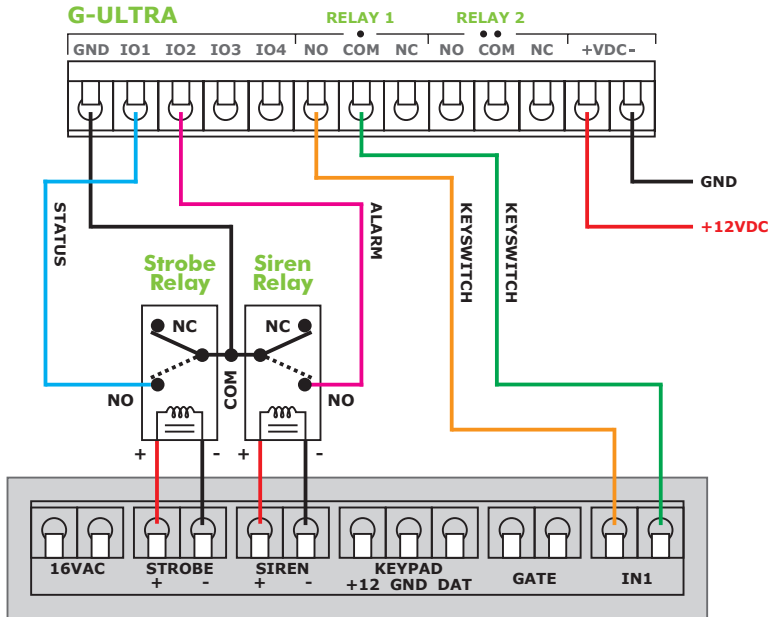 G-ULTRA
RELAY 1
RELAY 2
GND IO1 IO2 IO3 IO4 NO COM NC NO COM NC +VDC-
GND
+12VDC
STATUS
ALARM
KEYSWITCH
KEYSWITCH
Strobe
Relay
Siren
Relay
NC
NC
NO
COM
NO
+ - + -
16VAC STROBE SIREN KEYPAD GATE IN1
+ - + - +12 GND DAT